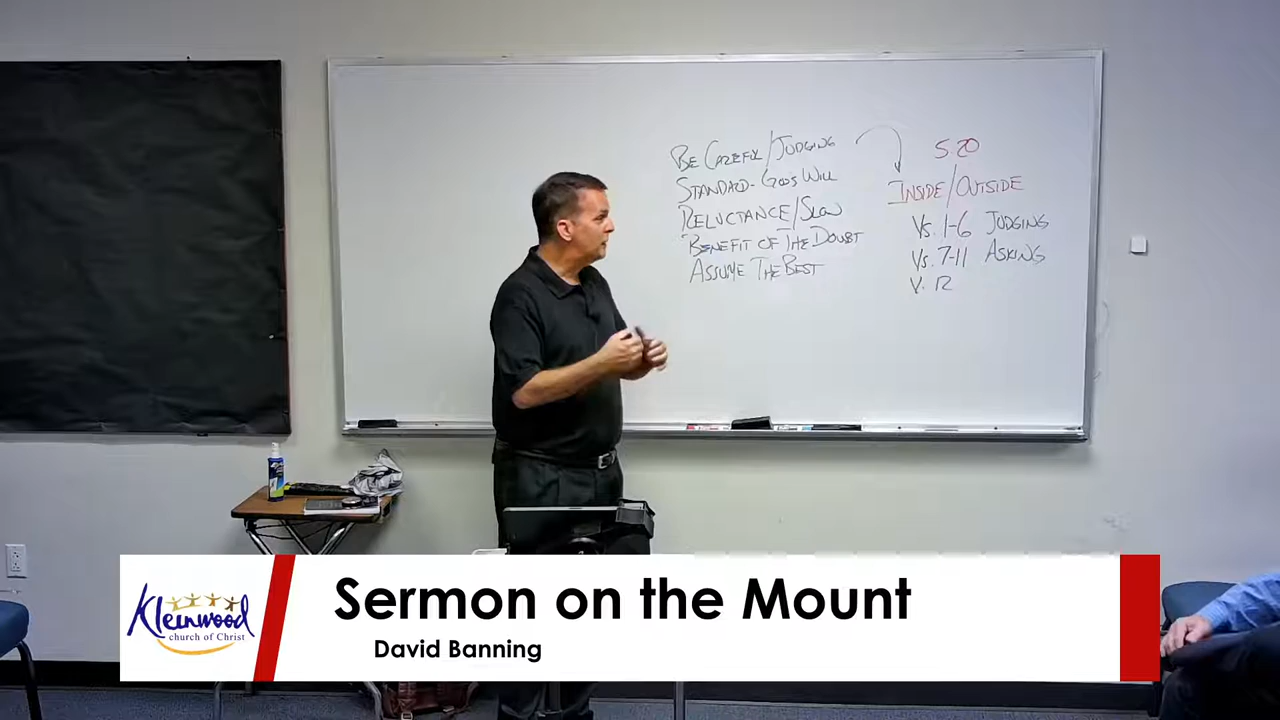 BE CAREFUL/JUDGING
STANDARD-GODS WILL
RELUCTANCE/SLOW
BENEFIT OF THE DOUBT
ASSUME THE BEST
5:20
INSIDE/OUTSIDE
VS. 1-6 JUDGING
VS. 7-11 ASKING
V. 12
Kleinwood
church of Christ
Sermon on the Mount
David Banning